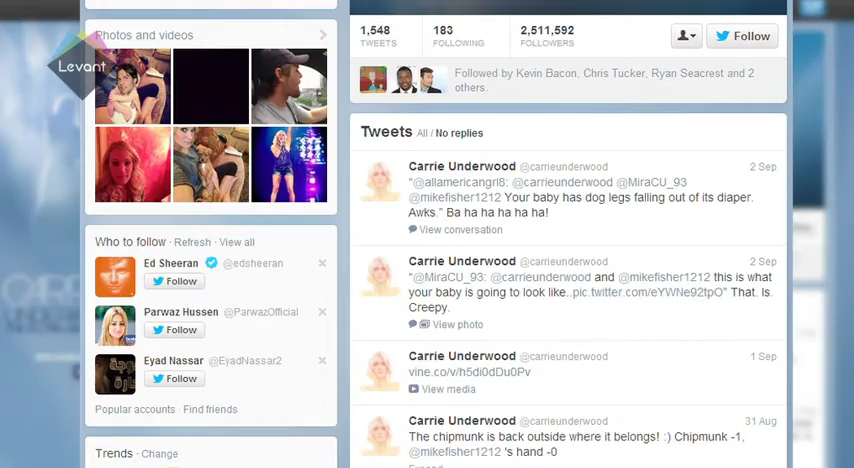 Levant
Photos and videos
1,548
TWEETS
183
FOLLOWING
2,511,592
FOLLOWERS
Follow
Followed by Kevin Bacon, Chris Tucker, Ryan Seacrest and 2
others.
Tweets All / No replies
Carrie Underwood @carrieunderwood 2 Sep
"@allamericangrl8: @carrieunderwood @MiraCU_93
@mikefisher1212 Your baby has dog legs falling out of its diaper.
Awks." Ba ha ha ha ha ha!
View conversation
Carrie Underwood @carrieunderwood 2 Sep
"@MiraCU_93: @carrieunderwood and @mikefisher1212 this is what
your baby is going to look like..pic.twitter.com/eYWNe92tpO" That. Is.
Creepy.
View photo
Carrie Underwood @carrieunderwood 1 Sep
vine.co/v/h5di0dDu0Pv
View media
Carrie Underwood @carrieunderwood 31 Aug
The chipmunk is back outside where it belongs! :) Chipmunk -1,
@mikefisher1212 's hand -0
Expand
Who to follow · Refresh · View all
Ed Sheeran @edsheeran
Follow
Parwaz Hussen @ParwazOfficial
Follow
Eyad Nassar @EyadNassar2
Follow
Popular accounts · Find friends
Trends · Change